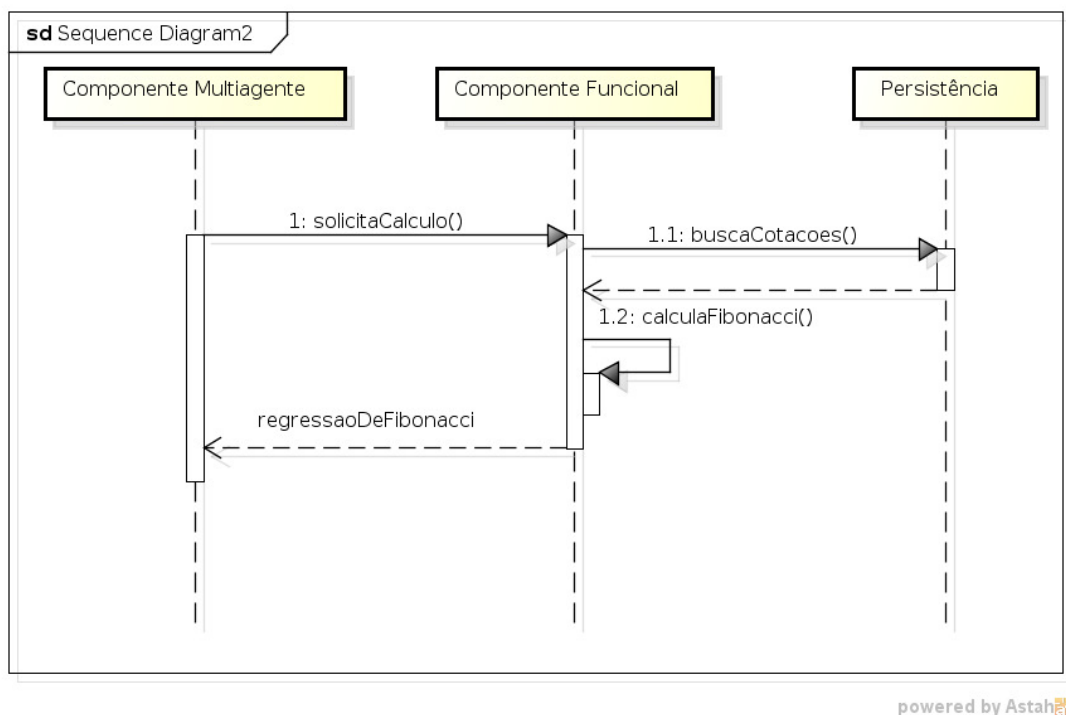 sd Sequence Diagram2
Componente Multiagente
Componente Funcional
Persistência
1: solicitaCalculo()
1.1: buscaCotacoes()
1.2: calculaFibonacci()
regressaoDeFibonacci
powered by Astah